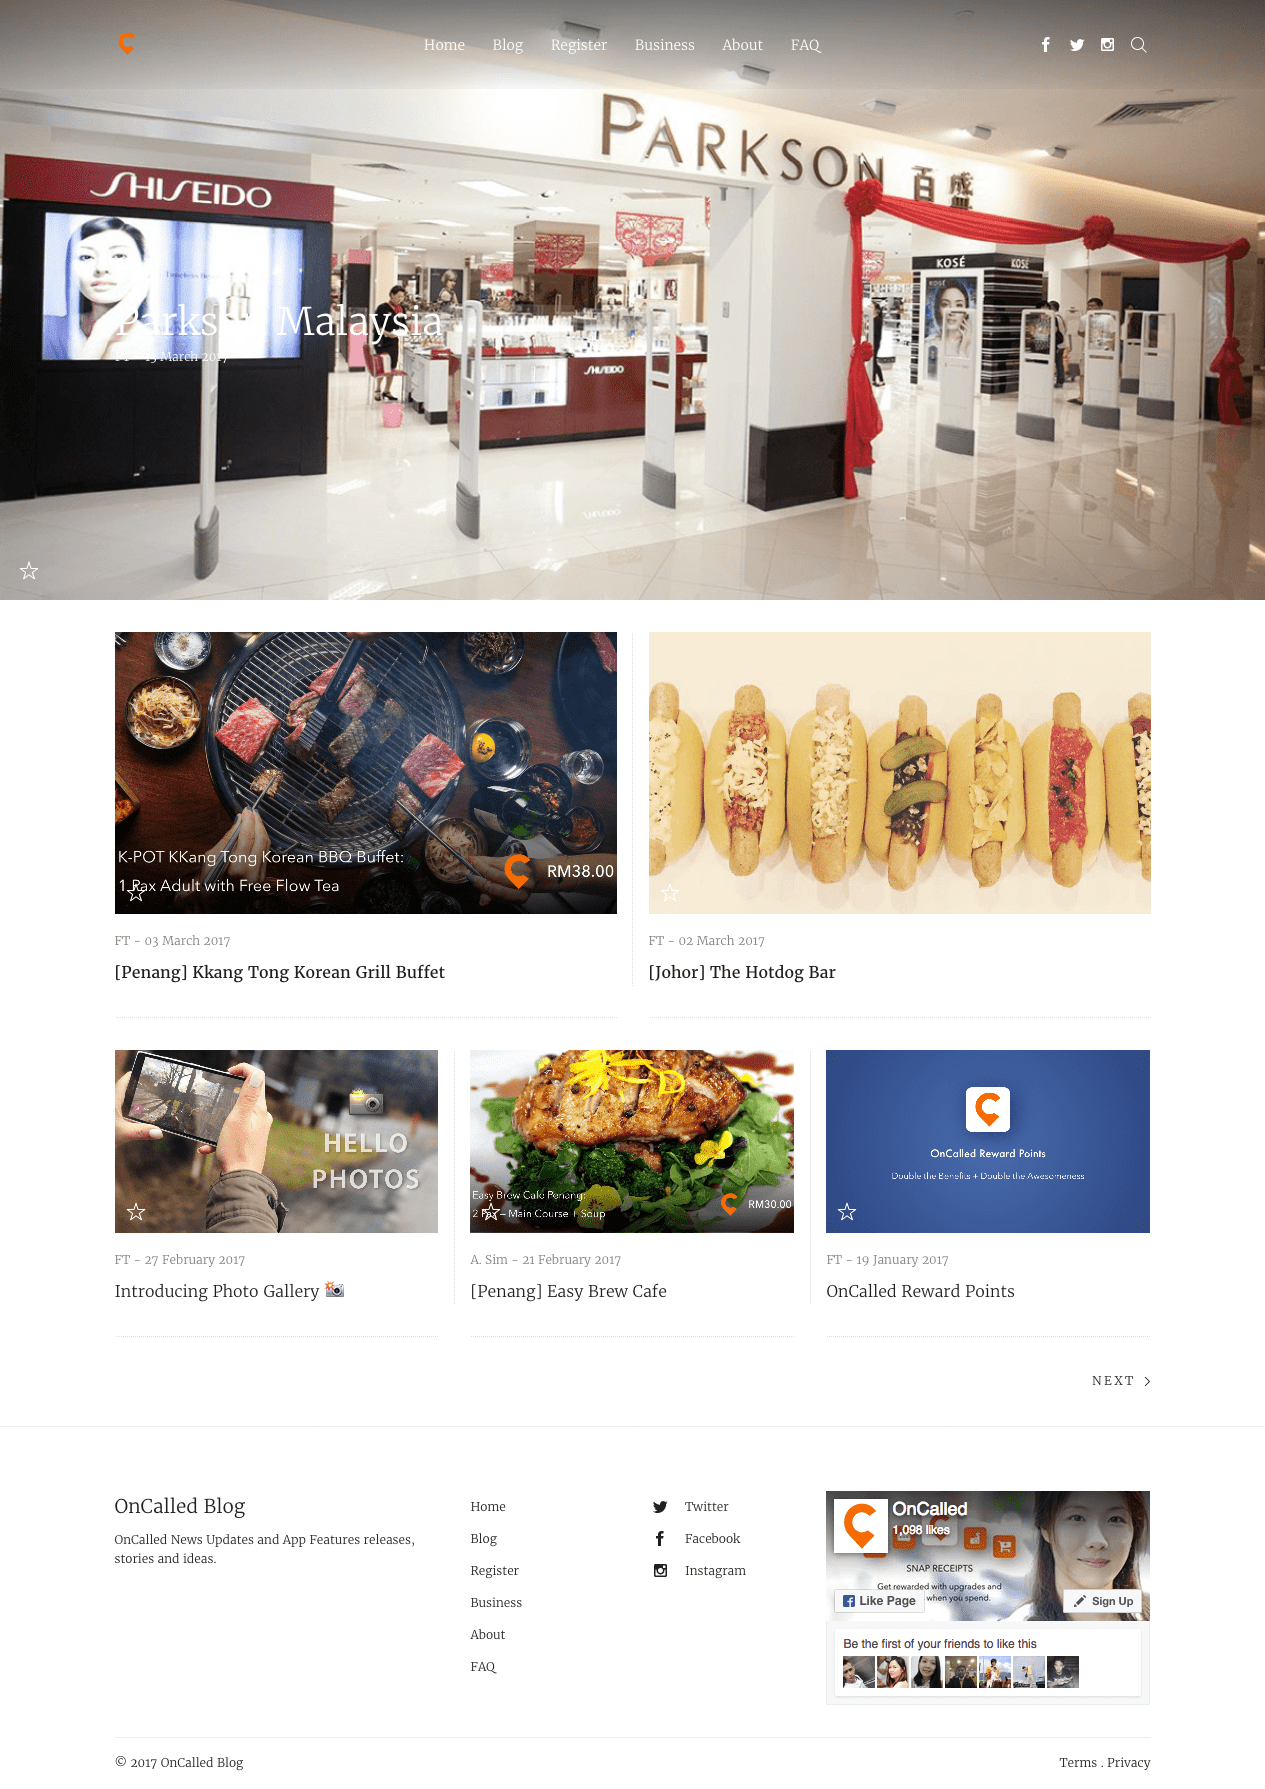 Home
Blog
Register
Business
About
FAQ
PARKSON 百盛
SHISEIDO
KOSÉ
KOSÉ
Parkson Malaysia
FT - 15 March 2017
SHISEIDO
K-POT KKang Tong Korean BBQ Buffet:
1 Pax Adult with Free Flow Tea
RM38.00
FT - 03 March 2017
[Penang] Kkang Tong Korean Grill Buffet
FT - 02 March 2017
[Johor] The Hotdog Bar
HELLO
PHOTOS
FT - 27 February 2017
Introducing Photo Gallery 📸
Easy Brew Café Penang:
2 Pax – Main Course + Soup
RM30.00
A. Sim - 21 February 2017
[Penang] Easy Brew Cafe
OnCalled Reward Points
Double the Benefits + Double the Awesomeness
FT - 19 January 2017
OnCalled Reward Points
NEXT
OnCalled Blog
OnCalled News Updates and App Features releases,
stories and ideas.
Home
Blog
Register
Business
About
FAQ
Twitter
Facebook
Instagram
OnCalled
1,098 likes
SNAP RECEIPTS
Get rewarded with upgrades and
when you spend.
Like Page
Sign Up
Be the first of your friends to like this
© 2017 OnCalled Blog
Terms . Privacy